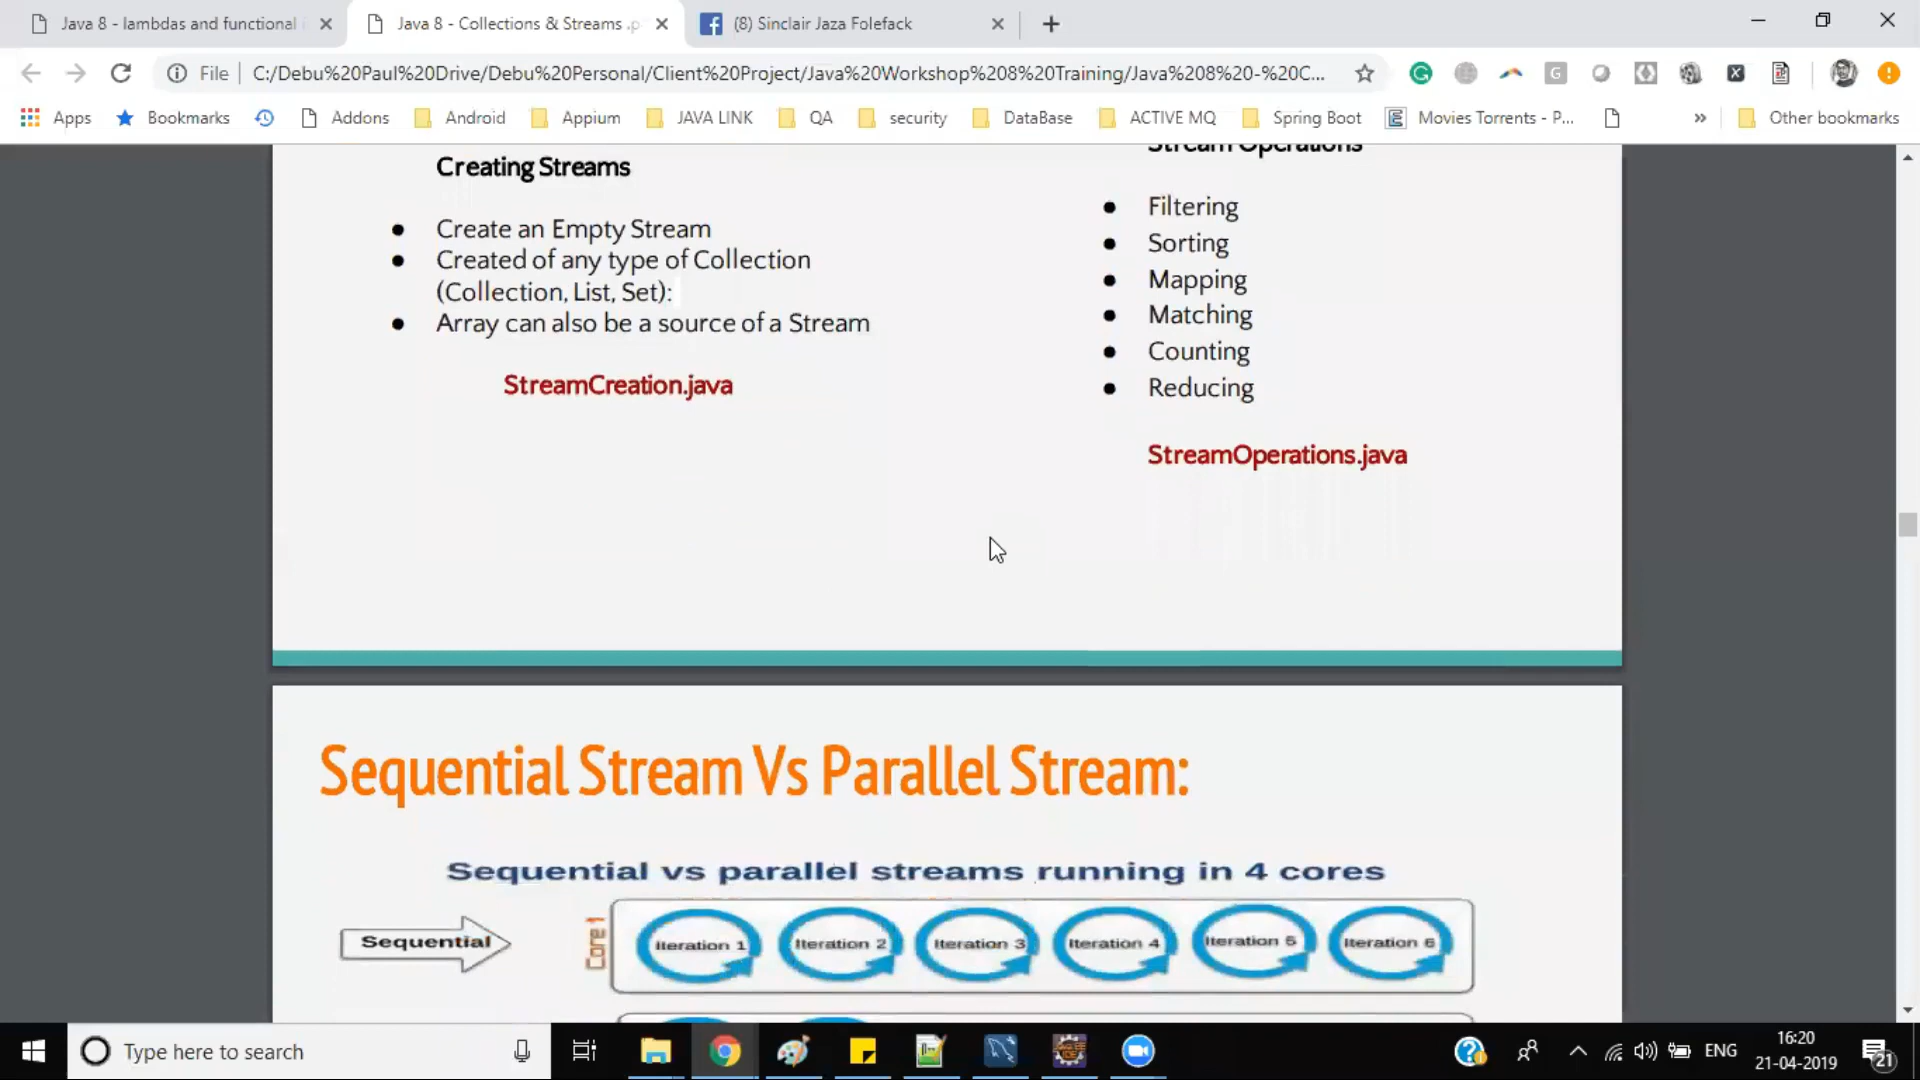 Java 8 - lambdas and functional i
Java 8 - Collections & Streams .p
(8) Sinclair Jaza Folefack
File
C:/Debu%20Paul%20Drive/Debu%20Personal/Client%20Project/Java%20Workshop%208%20Training/Java%208%20-%20C...
Apps
Bookmarks
Addons
Android
Appium
JAVA LINK
QA
security
DataBase
ACTIVE MQ
Spring Boot
Movies Torrents - P...
»
Other bookmarks
Creating Streams
● Create an Empty Stream
● Created of any type of Collection
(Collection, List, Set):
● Array can also be a source of a Stream
StreamCreation.java
Stream Operations
● Filtering
● Sorting
● Mapping
● Matching
● Counting
● Reducing
StreamOperations.java
Sequential Stream Vs Parallel Stream:
Sequential vs parallel streams running in 4 cores
Sequential
Core 1
Iteration 1
Iteration 2
Iteration 3
Iteration 4
Iteration 5
Iteration 6
Type here to search
ENG
16:20
21-04-2019
21